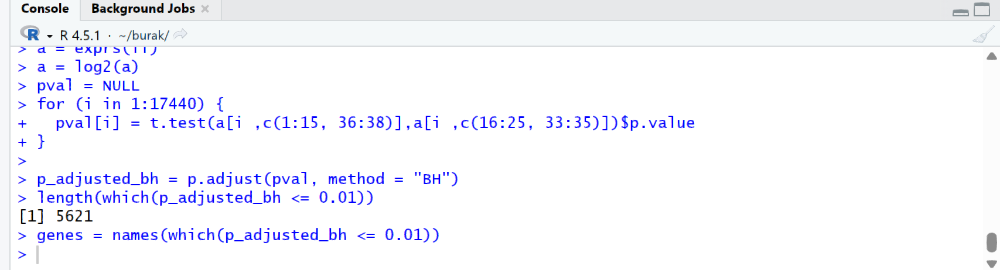 Console Background Jobs
R R 4.5.1 · ~/burak/
> a = exprs(11)
> a = log2(a)
> pval = NULL
> for (i in 1:17440) {
+   pval[i] = t.test(a[i ,c(1:15, 36:38)],a[i ,c(16:25, 33:35)])$p.value
+ }
>
> p_adjusted_bh = p.adjust(pval, method = "BH")
> length(which(p_adjusted_bh <= 0.01))
[1] 5621
> genes = names(which(p_adjusted_bh <= 0.01))
>